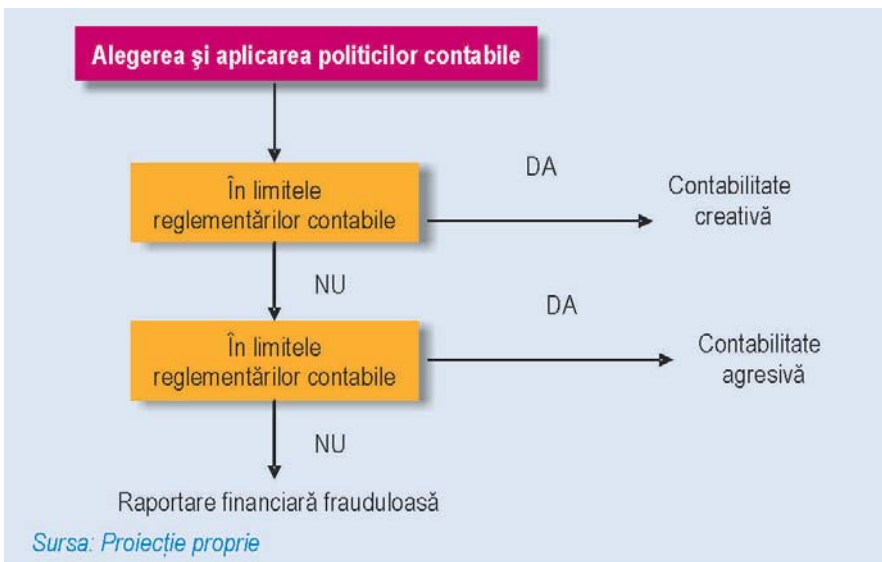 Alegerea şi aplicarea politicilor contabile
În limitele
reglementărilor contabile
DA
Contabilitate
creativă
NU
În limitele
reglementărilor contabile
DA
Contabilitate
agresivă
NU
Raportare financiară frauduloasă
Sursa: Proiecţie proprie